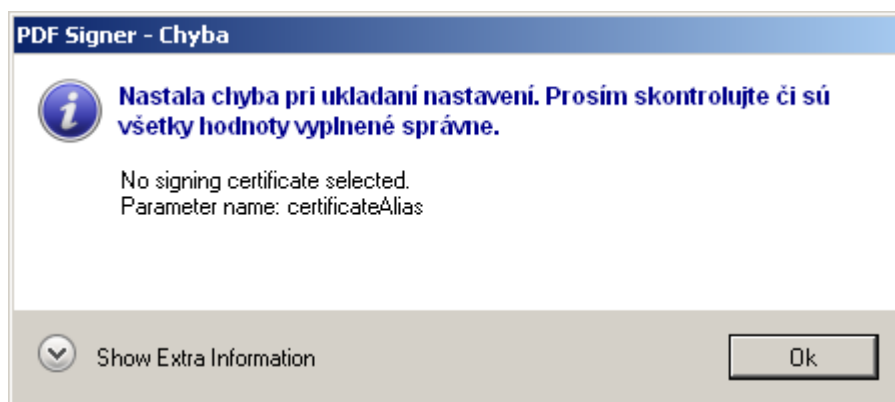 PDF Signer - Chyba
Nastala chyba pri ukladaní nastavení. Prosím skontrolujte či sú
všetky hodnoty vyplnené správne.
No signing certificate selected.
Parameter name: certificateAlias
Show Extra Information
Ok